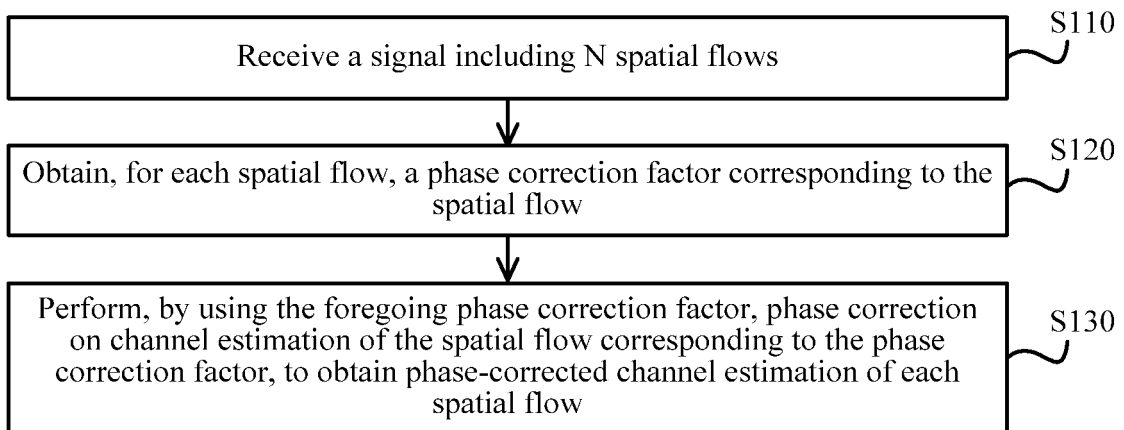 S110
Receive a signal including N spatial flows
S120
Obtain, for each spatial flow, a phase correction factor corresponding to the
spatial flow
S130
Perform, by using the foregoing phase correction factor, phase correction
on channel estimation of the spatial flow corresponding to the phase
correction factor, to obtain phase-corrected channel estimation of each
spatial flow